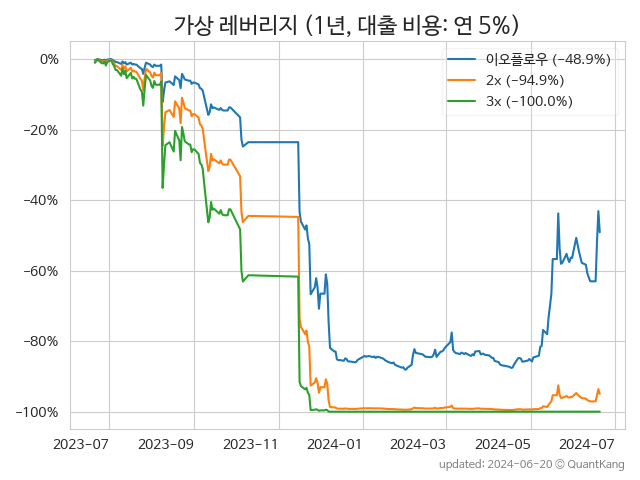 가상 레버리지 (1년, 대출 비용: 연 5%)
이오플로우 (−48.9%)
2x (−94.9%)
3x (−100.0%)
0%
−20%
−40%
−60%
−80%
−100%
2023-07 2023-09 2023-11 2024-01 2024-03 2024-05 2024-07
updated: 2024-06-20 © QuantKang